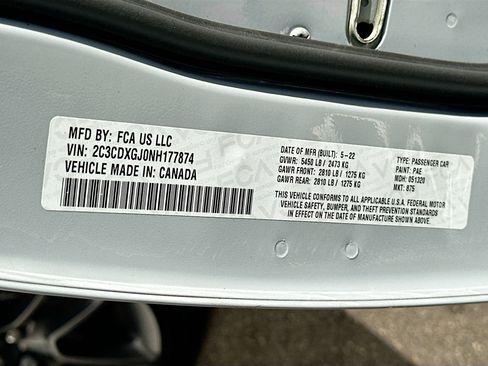 MFD BY: FCA US LLC
VIN: 2C3CDXGJ0NH177874
VEHICLE MADE IN: CANADA
DATE OF MFR (BUILT): 5-22
GVWR: 5450 LB / 2473 KG
GAWR FRONT: 2810 LB / 1275 KG
GAWR REAR: 2810 LB / 1275 KG
TYPE: PASSENGER CAR
PAINT: PAE
MDH: 051320
MKT: 875
THIS VEHICLE CONFORMS TO ALL APPLICABLE U.S.A. FEDERAL MOTOR
VEHICLE SAFETY, BUMPER, AND THEFT PREVENTION STANDARDS
IN EFFECT ON THE DATE OF MANUFACTURE SHOWN ABOVE.